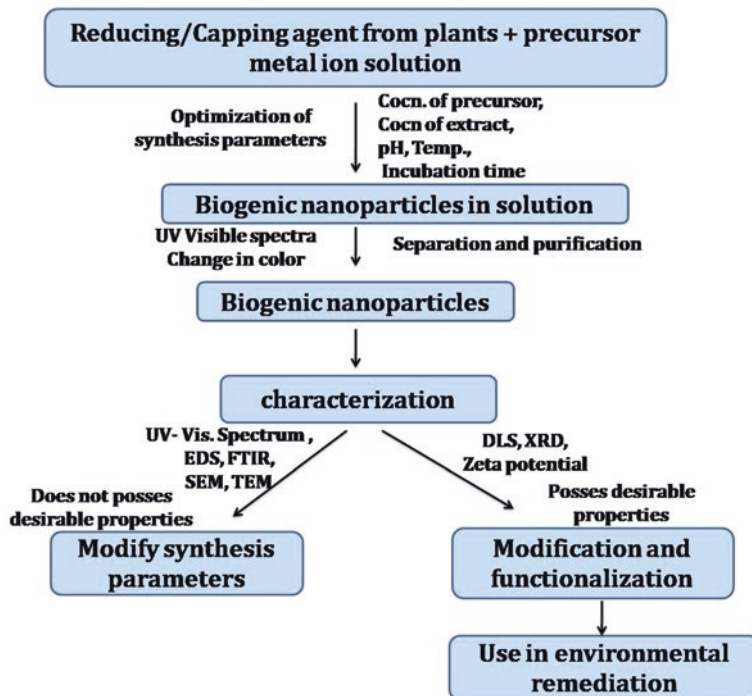 Reducing/Capping agent from plants + precursor
metal ion solution
Optimization of
synthesis parameters
Cocn. of precursor,
Cocn of extract,
pH, Temp.,
Incubation time
Biogenic nanoparticles in solution
UV Visible spectra
Change in color
Separation and purification
Biogenic nanoparticles
characterization
UV- Vis. Spectrum ,
EDS, FTIR,
SEM, TEM
DLS, XRD,
Zeta potential
Does not posses
desirable properties
Posses desirable
properties
Modify synthesis
parameters
Modification and
functionalization
Use in environmental
remediation